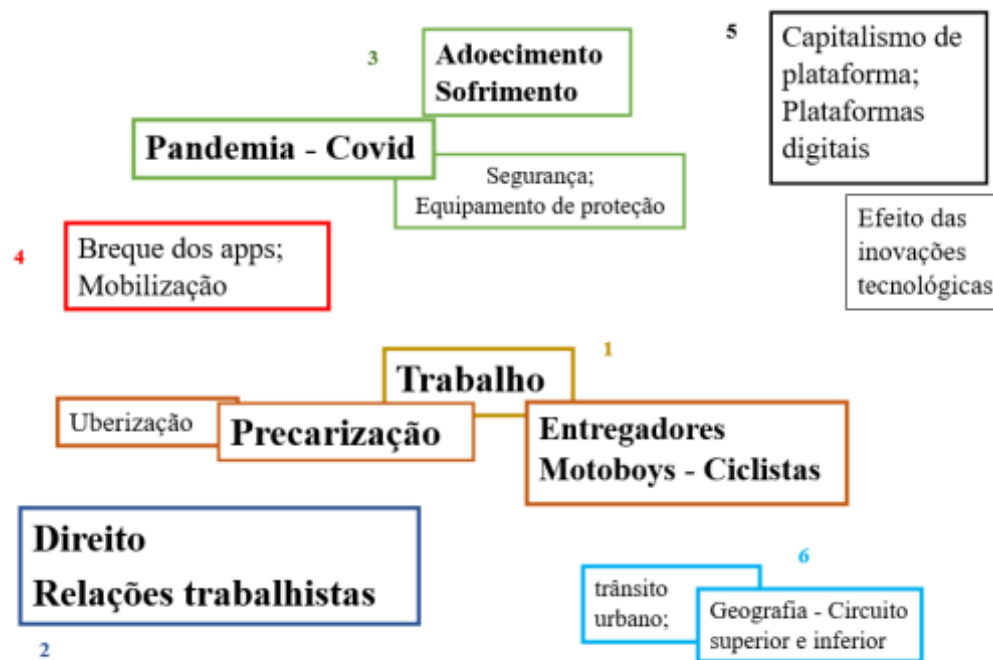 3
Adoecimento
Sofrimento
Pandemia - Covid
Segurança;
Equipamento de proteção
5
Capitalismo de
plataforma;
Plataformas
digitais
Efeito das
inovações
tecnológicas
4
Breque dos apps;
Mobilização
1
Trabalho
Uberização
Precarização
Entregadores
Motoboys - Ciclistas
Direito
Relações trabalhistas
2
6
trânsito
urbano;
Geografia - Circuito
superior e inferior